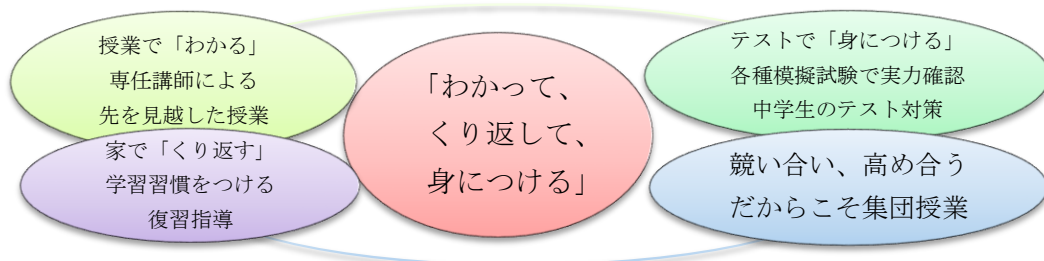 授業で「わかる」
専任講師による
先を見越した授業
家で「くり返す」
学習習慣をつける
復習指導
「わかって、
くり返して、
身につける」
テストで「身につける」
各種模擬試験で実力確認
中学生のテスト対策
競い合い、高め合う
だからこそ集団授業